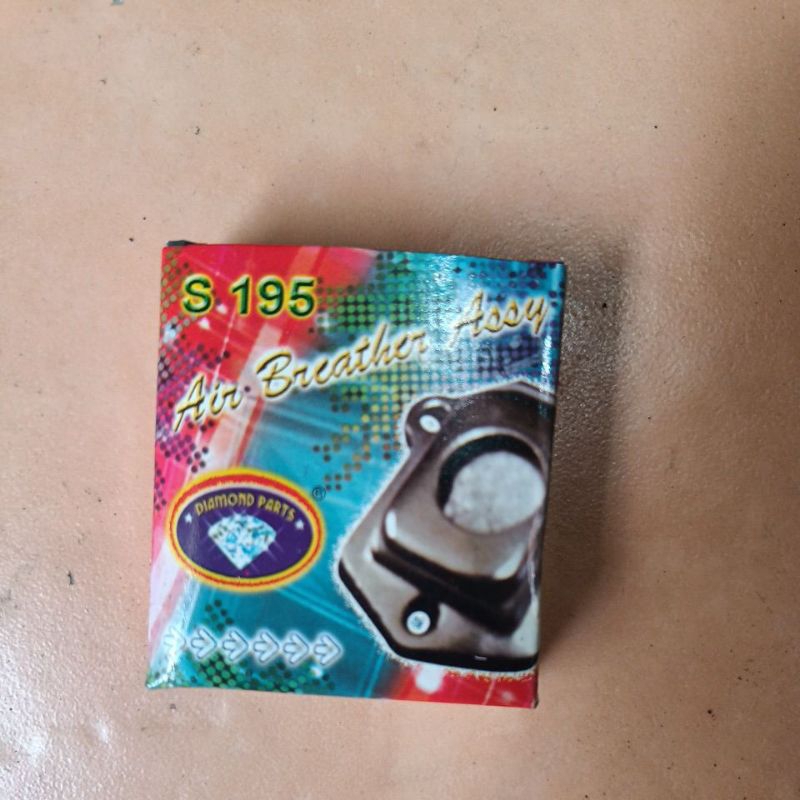 S 195
Air Breather Assy
DIAMOND PARTS